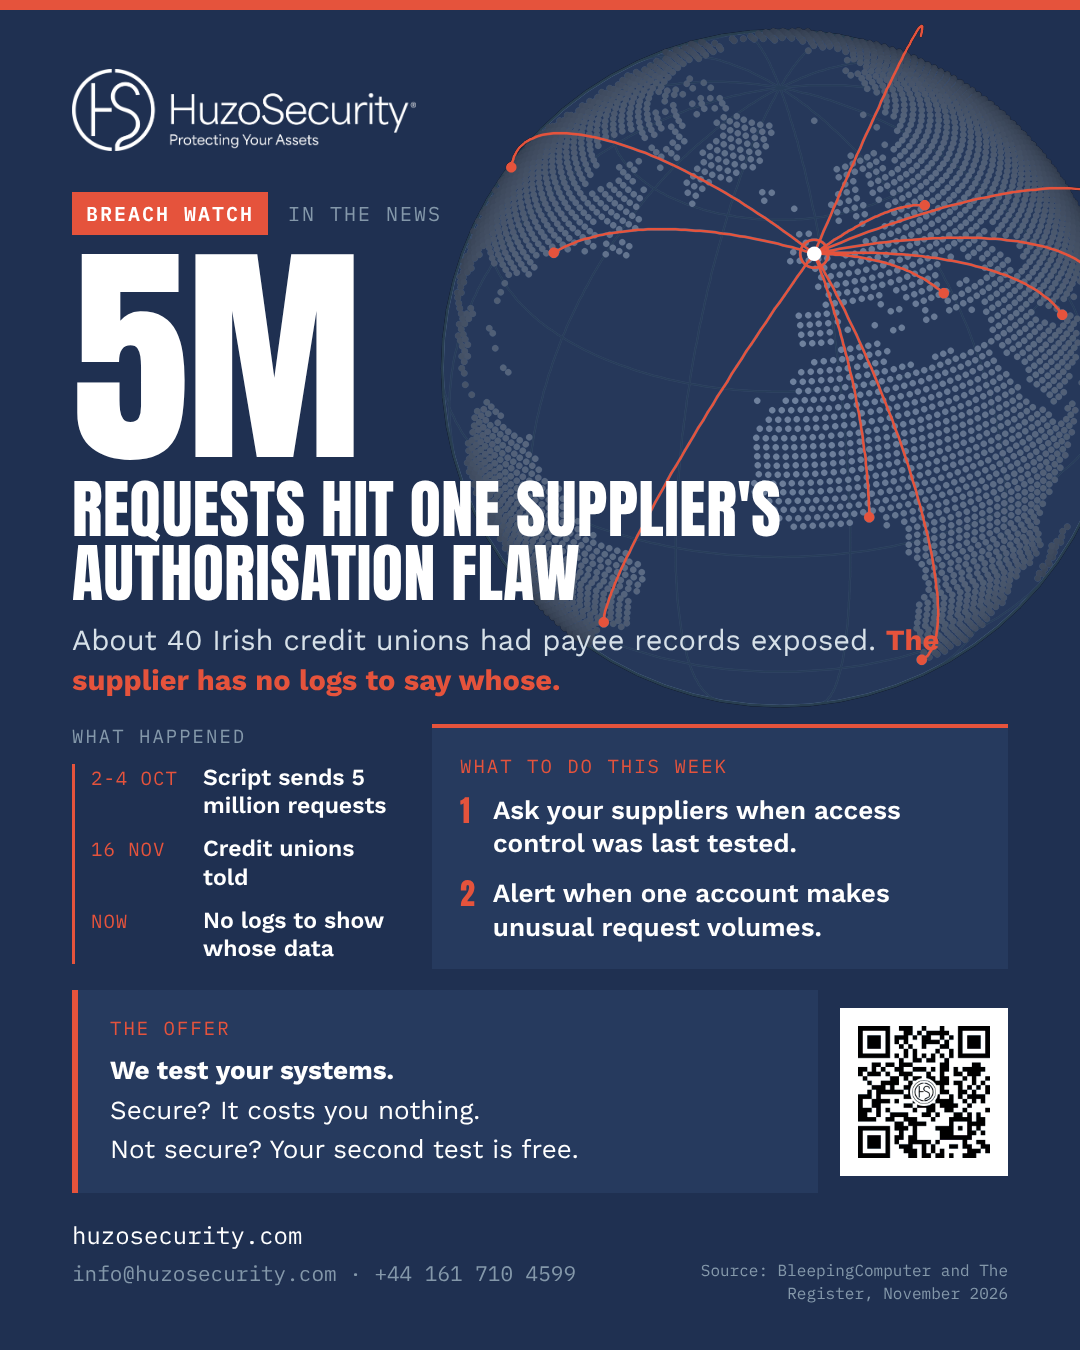 HS HuzoSecurity®
Protecting Your Assets
BREACH WATCH IN THE NEWS
5M
REQUESTS HIT ONE SUPPLIER'S
AUTHORISATION FLAW
About 40 Irish credit unions had payee records exposed. The
supplier has no logs to say whose.
WHAT HAPPENED
2-4 OCT Script sends 5
million requests
16 NOV Credit unions
told
NOW No logs to show
whose data
WHAT TO DO THIS WEEK
1 Ask your suppliers when access
control was last tested.
2 Alert when one account makes
unusual request volumes.
THE OFFER
We test your systems.
Secure? It costs you nothing.
Not secure? Your second test is free.
HS
huzosecurity.com
info@huzosecurity.com · +44 161 710 4599
Source: BleepingComputer and The
Register, November 2026